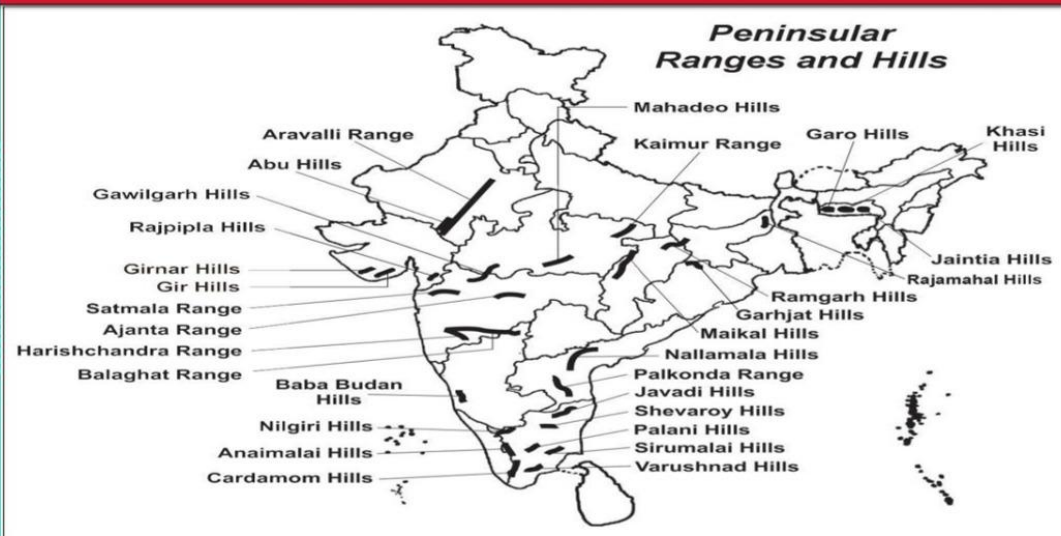 Peninsular
Ranges and Hills
Mahadeo Hills
Aravalli Range
Kaimur Range
Garo Hills
Khasi
Hills
Abu Hills
Gawilgarh Hills
Rajpipla Hills
Girnar Hills
Gir Hills
Satmala Range
Ajanta Range
Harishchandra Range
Balaghat Range
Baba Budan
Hills
Nilgiri Hills
Anaimalai Hills
Cardamom Hills
Jaintia Hills
Rajamahal Hills
Ramgarh Hills
Garhjat Hills
Maikal Hills
Nallamala Hills
Palkonda Range
Javadi Hills
Shevaroy Hills
Palani Hills
Sirumalai Hills
Varushnad Hills